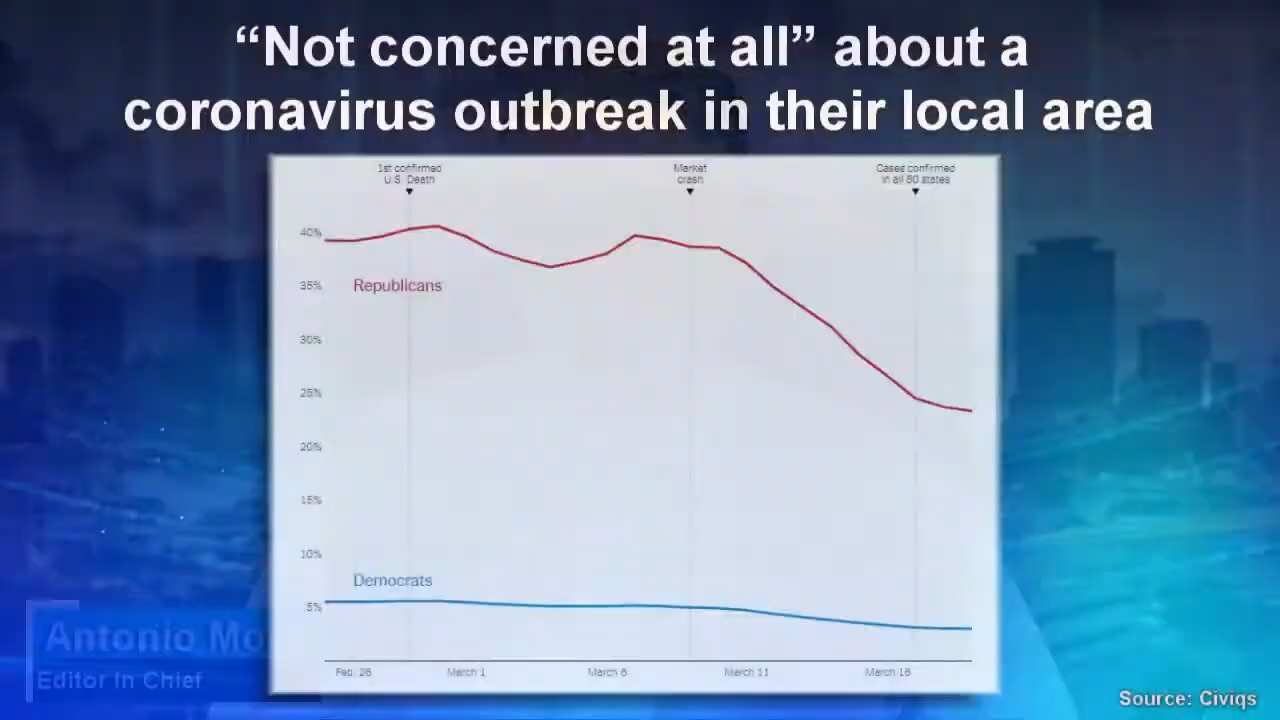 “Not concerned at all” about a
coronavirus outbreak in their local area
1st confirmed
U.S. Death
Market
crash
Cases confirmed
in all 50 states
40%
35%
Republicans
30%
25%
20%
15%
10%
Democrats
5%
Antonio
Editor In Chief
Feb. 26
March 1
March 6
March 11
March 16
Source: Civiqs